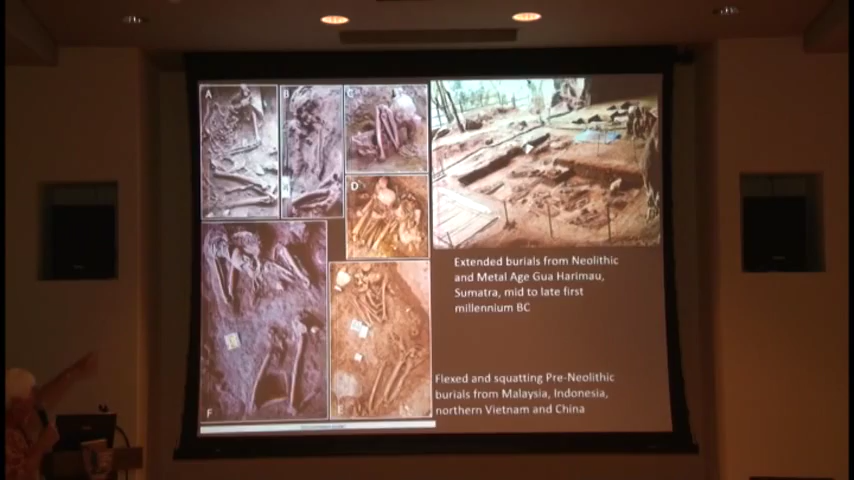 A
B
C
D
Extended burials from Neolithic
and Metal Age Gua Harimau,
Sumatra, mid to late first
millennium BC
Flexed and squatting Pre-Neolithic
burials from Malaysia, Indonesia,
northern Vietnam and China
F
E